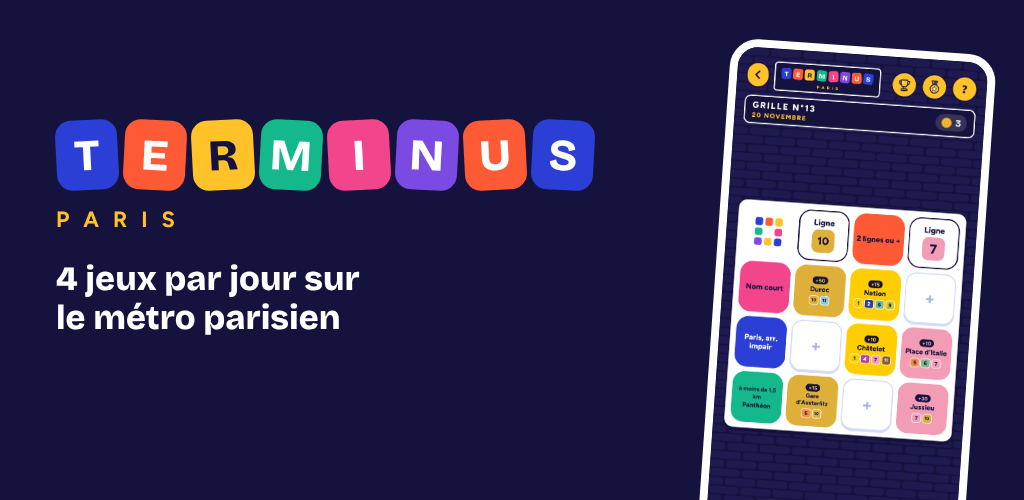 TERMINUS
PARIS
4 jeux par jour sur
le métro parisien
TERMINUS
PARIS
?
GRILLE N°13
20 NOVEMBRE
3
Ligne
10
2 lignes ou +
Ligne
7
Nom court
+50
Duroc
10 13
+15
Nation
1 2 6 9
+
Paris, arr.
impair
+
+10
Châtelet
1 4 7 11
+10
Place d'Italie
5 6 7
à moins de 1,5
km
Panthéon
+15
Gare
d'Austerlitz
5 10
+
+30
Jussieu
7 10